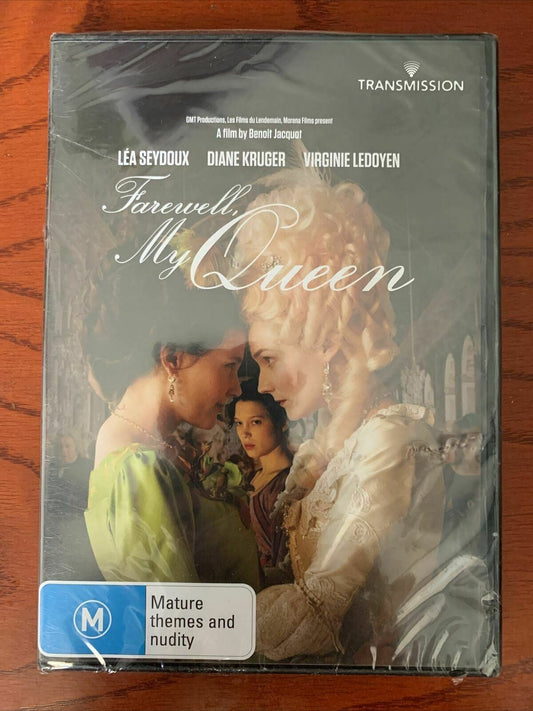 TRANSMISSION
GMT Productions, Les Films du Lendemain, Morena Films present
A film by Benoit Jacquot
LÉA SEYDOUX DIANE KRUGER VIRGINIE LEDOYEN
Farewell,
My Queen
M
Mature
themes and
nudity